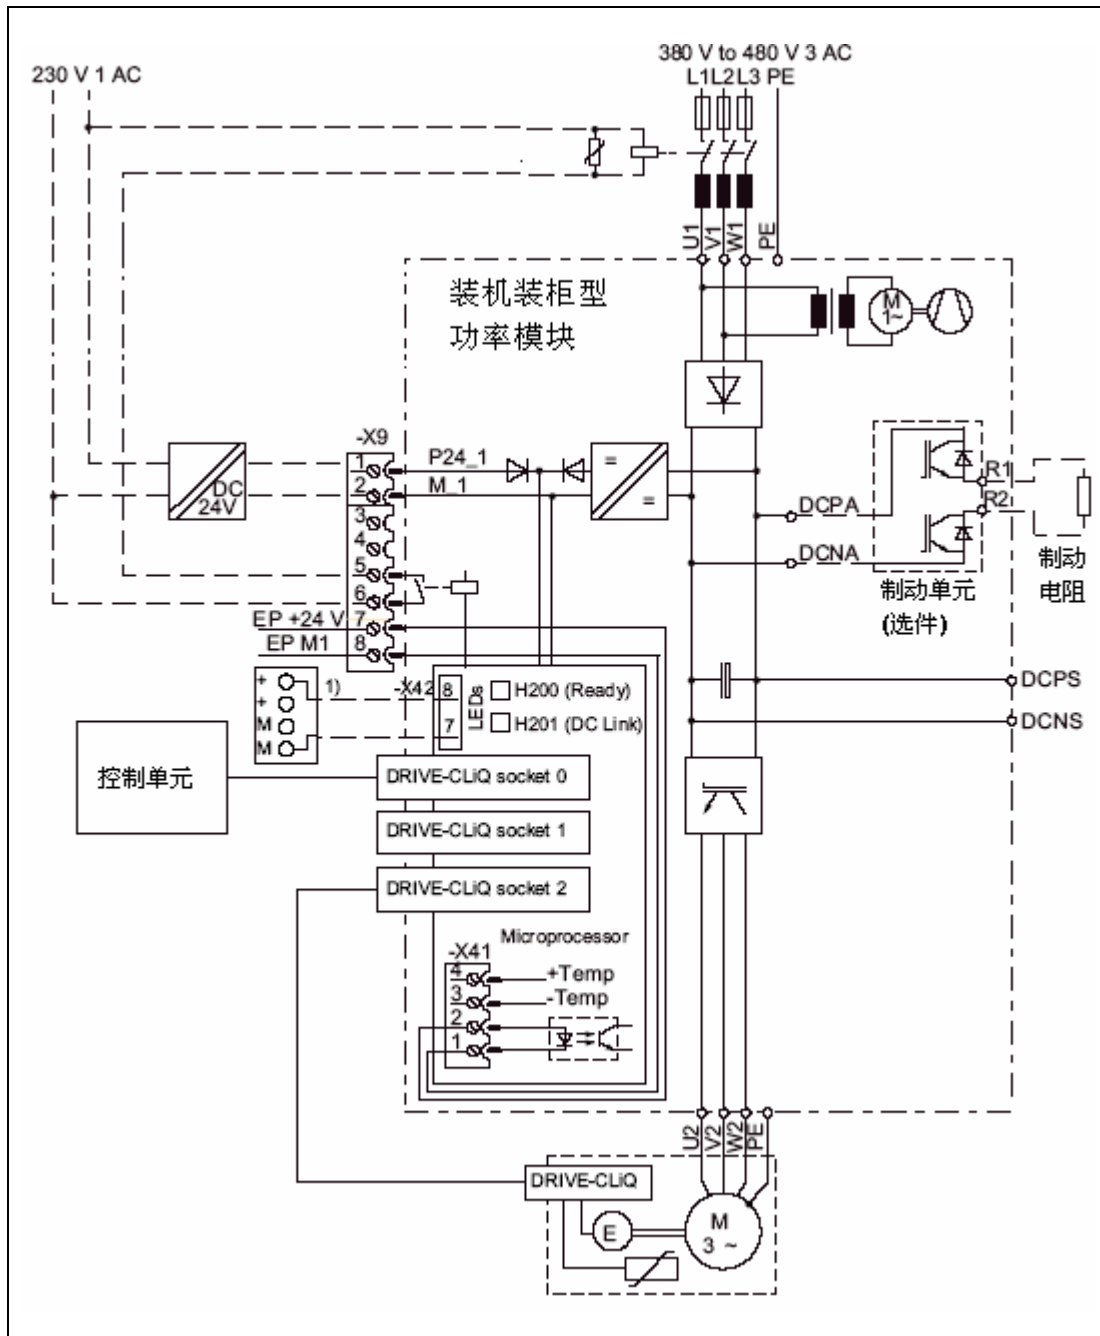 380 V to 480 V 3 AC
230 V 1 AC
L1 L2 L3 PE
U1
V1
W1
PE
装机装柜型
功率模块
M
1~
-X9
1
2
3
4
5
6
7
8
P24_1
M_1
DC
24V
=
=
R1
R2
DCPA
DCNA
制动单元
(选件)
制动
电阻
EP +24 V
EP M1
+
+
M
M
1)
-X42
8
7
LEDs
H200 (Ready)
H201 (DC Link)
DCPS
DCNS
控制单元
DRIVE-CLiQ socket 0
DRIVE-CLiQ socket 1
DRIVE-CLiQ socket 2
Microprocessor
-X41
4
3
2
1
+Temp
-Temp
U2
V2
W2
PE
DRIVE-CLiQ
E
M
3 ~